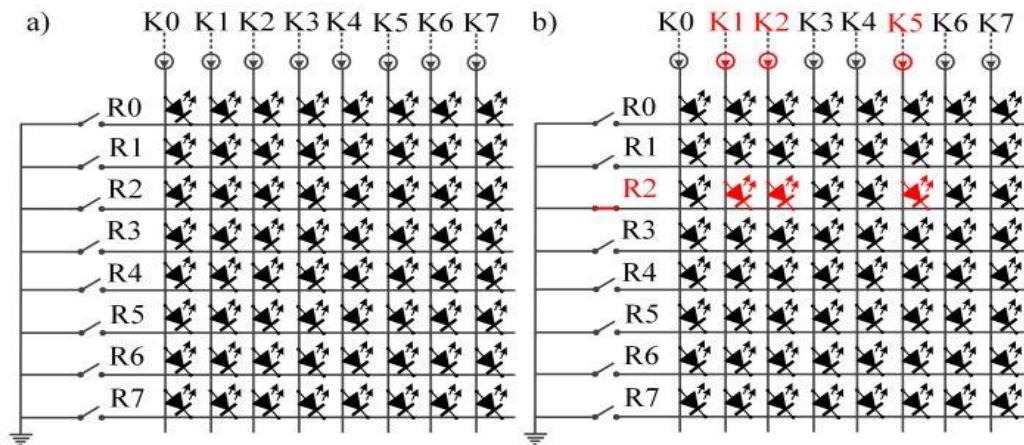 a) K0 K1 K2 K3 K4 K5 K6 K7
R0
R1
R2
R3
R4
R5
R6
R7
b) K0 K1 K2 K3 K4 K5 K6 K7
R0
R1
R2
R3
R4
R5
R6
R7